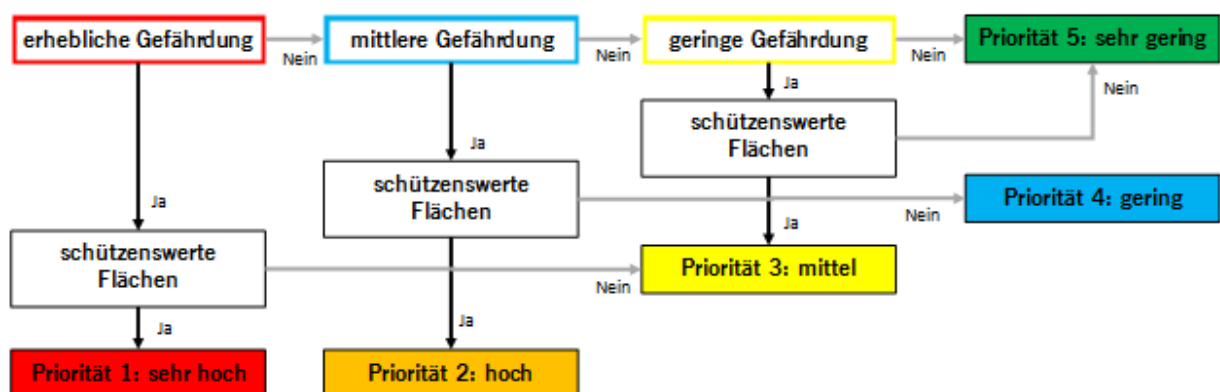 erhebliche Gefährdung
Nein
mittlere Gefährdung
Nein
geringe Gefährdung
Nein
Priorität 5: sehr gering
Ja
Nein
schützenswerte
Flächen
Ja
Ja
schützenswerte
Flächen
Nein
Priorität 4: gering
Ja
schützenswerte
Flächen
Nein
Ja
Priorität 3: mittel
Ja
Ja
Priorität 1: sehr hoch
Priorität 2: hoch